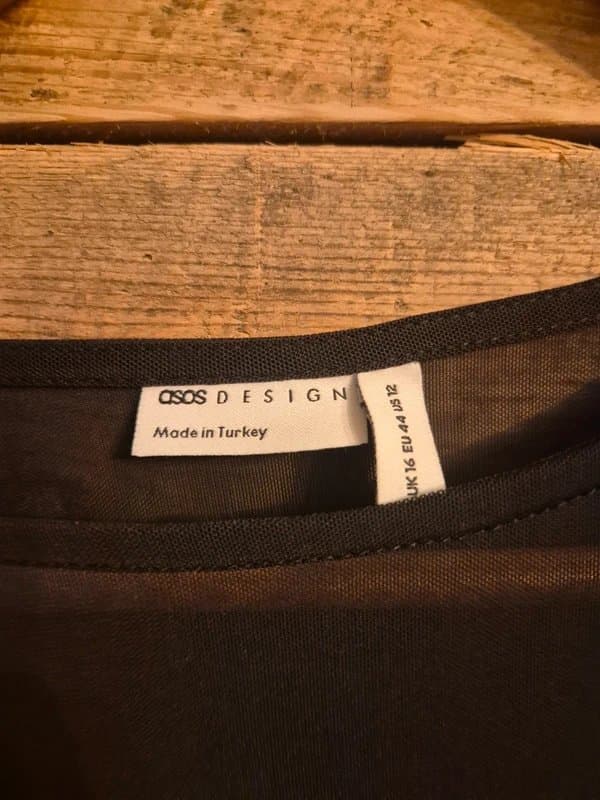 asos DESIGN
Made in Turkey
UK 16 EU 44 US 12